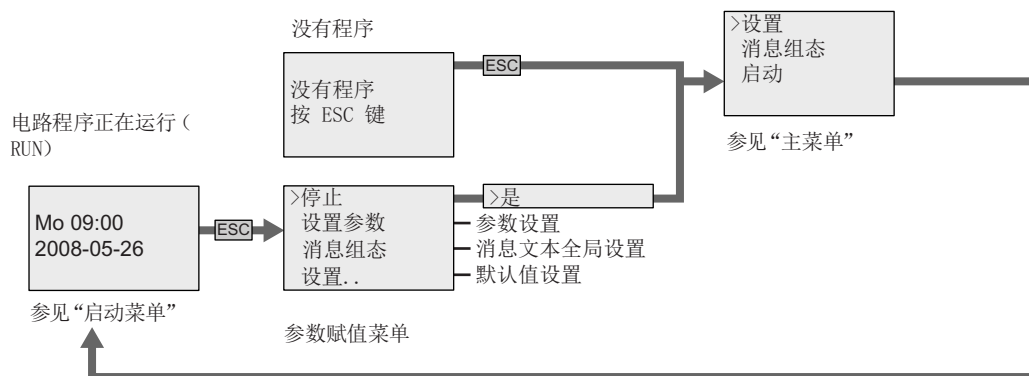 没有程序
没有程序
按 ESC 键
ESC
>设置
消息组态
启动
参见“主菜单”
电路程序正在运行(
RUN)
Mo 09:00
2008-05-26
参见“启动菜单”
ESC
>停止
设置参数
消息组态
设置..
>是
参数设置
消息文本全局设置
默认值设置
参数赋值菜单